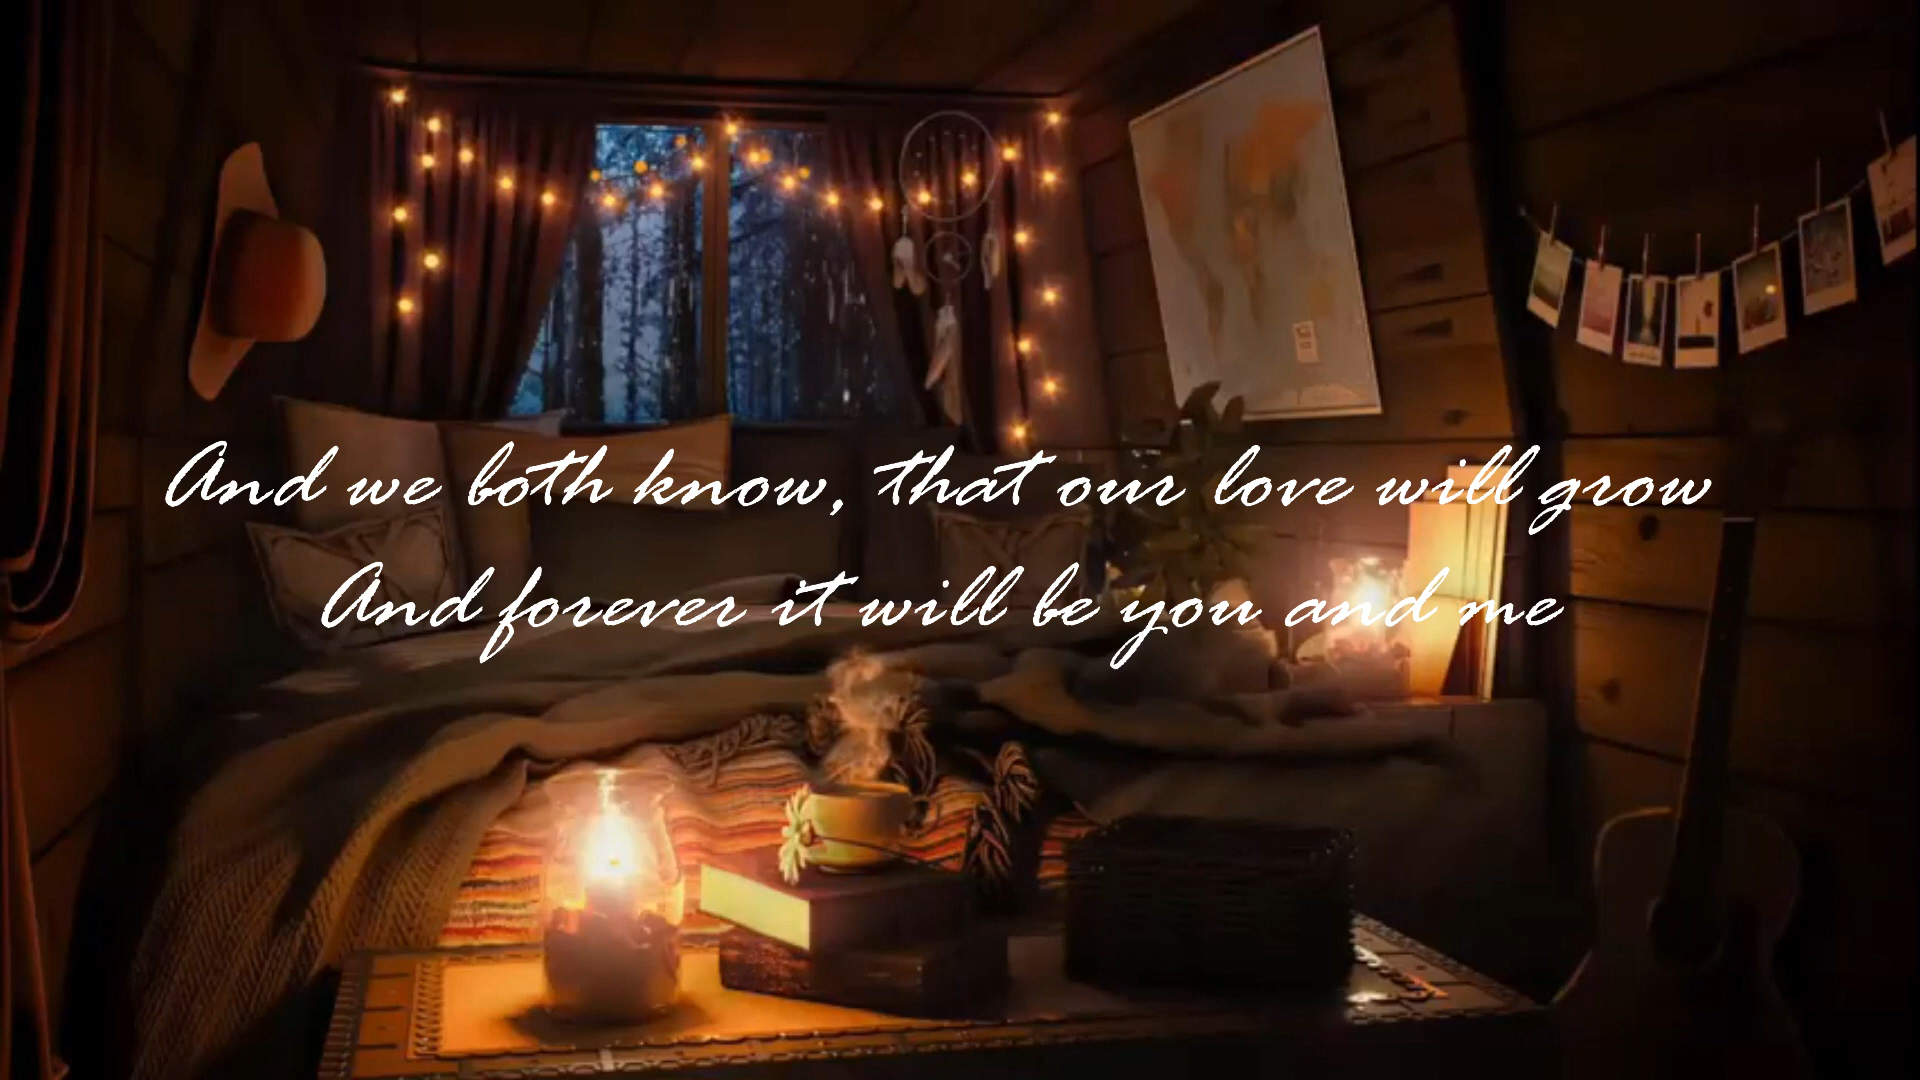 And we both know, that our love will grow
And forever it will be you and me